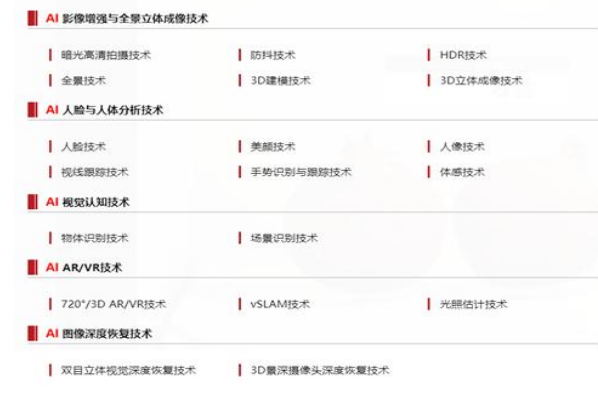 AI 影像增强与全景立体成像技术
暗光高清拍摄技术 防抖技术 HDR技术
全景技术 3D建模技术 3D立体成像技术
AI 人脸与人体分析技术
人脸技术 美颜技术 人像技术
视线跟踪技术 手势识别与跟踪技术 体感技术
AI 视觉认知技术
物体识别技术 场景识别技术
AI AR/VR技术
720°/3D AR/VR技术 vSLAM技术 光照估计技术
AI 图像深度恢复技术
双目立体视觉深度恢复技术 3D景深摄像头深度恢复技术